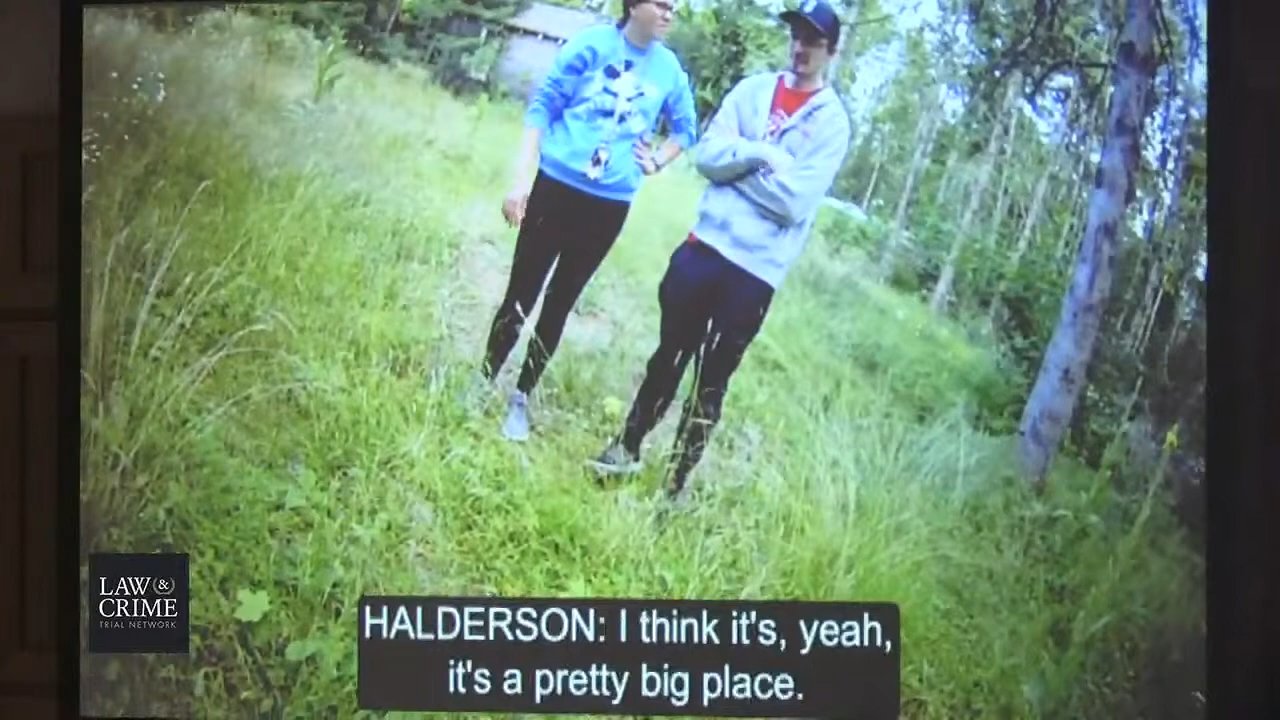 LAW &
CRIME
TRIAL NETWORK
HALDERSON: I think it's, yeah,
it's a pretty big place.